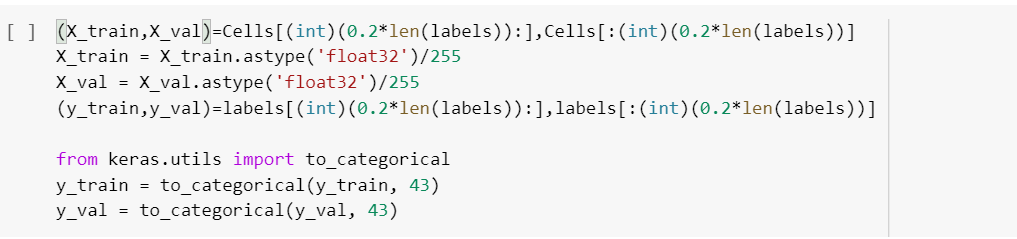 [ ] (X_train,X_val)=Cells[(int)(0.2*len(labels)):],Cells[:(int)(0.2*len(labels))]
X_train = X_train.astype('float32')/255
X_val = X_val.astype('float32')/255
(y_train,y_val)=labels[(int)(0.2*len(labels)):],labels[:(int)(0.2*len(labels))]
from keras.utils import to_categorical
y_train = to_categorical(y_train, 43)
y_val = to_categorical(y_val, 43)